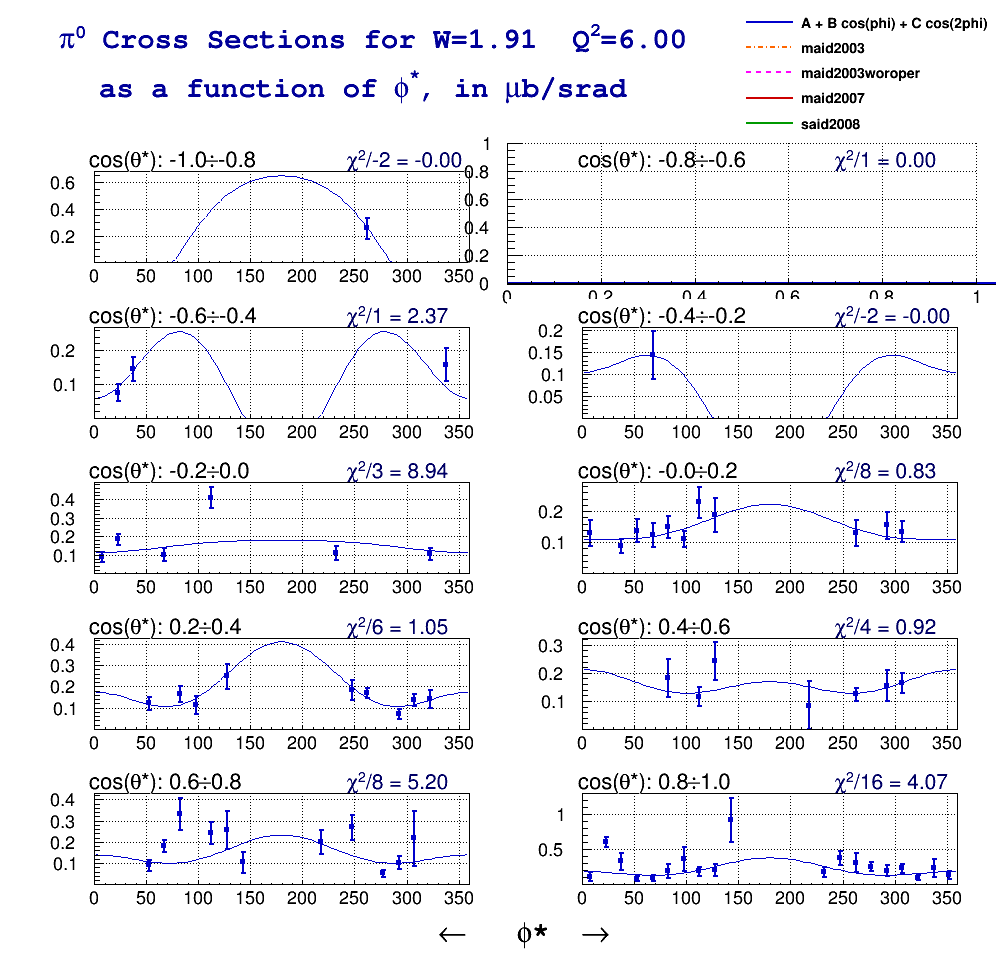 π⁰ Cross Sections for W=1.91 Q²=6.00
as a function of ϕ*, in μb/srad
A + B cos(phi) + C cos(2phi)
maid2003
maid2003woroper
maid2007
said2008
cos(θ*): -1.0÷-0.8 χ²/-2 = -0.00
0.6
0.4
0.2
0 50 100 150 200 250 300 350
cos(θ*): -0.8÷-0.6 χ²/1 = 0.00
1
0.8
0.6
0.4
0.2
0
0 0.2 0.4 0.6 0.8 1
cos(θ*): -0.6÷-0.4 χ²/1 = 2.37
0.2
0.1
0 50 100 150 200 250 300 350
cos(θ*): -0.4÷-0.2 χ²/-2 = -0.00
0.2
0.15
0.1
0.05
0 50 100 150 200 250 300 350
cos(θ*): -0.2÷0.0 χ²/3 = 8.94
0.4
0.3
0.2
0.1
0 50 100 150 200 250 300 350
cos(θ*): -0.0÷0.2 χ²/8 = 0.83
0.2
0.1
0 50 100 150 200 250 300 350
cos(θ*): 0.2÷0.4 χ²/6 = 1.05
0.4
0.3
0.2
0.1
0 50 100 150 200 250 300 350
cos(θ*): 0.4÷0.6 χ²/4 = 0.92
0.3
0.2
0.1
0 50 100 150 200 250 300 350
cos(θ*): 0.6÷0.8 χ²/8 = 5.20
0.4
0.3
0.2
0.1
0 50 100 150 200 250 300 350
cos(θ*): 0.8÷1.0 χ²/16 = 4.07
1
0.5
0 50 100 150 200 250 300 350
← ϕ* →